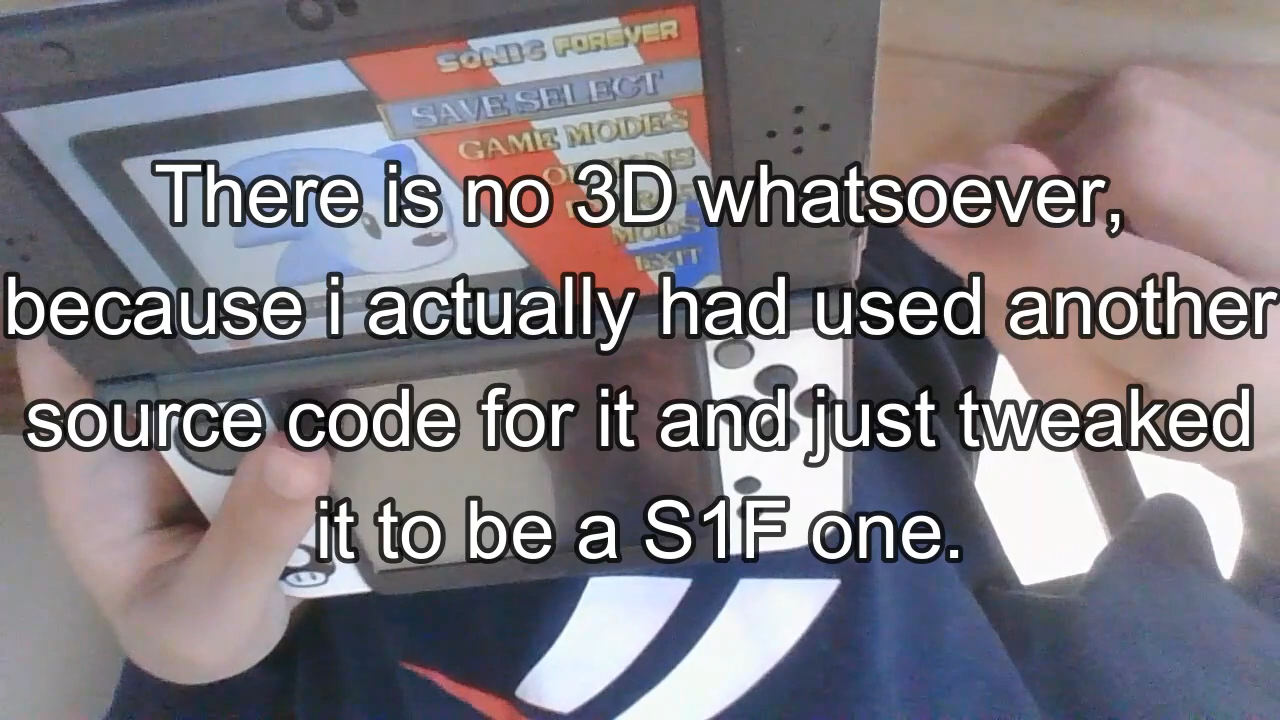 SONIC FOREVER
SAVE SELECT
GAME MODES
There is no 3D whatsoever,
MODS
EXIT
because i actually had used another
source code for it and just tweaked
it to be a S1F one.